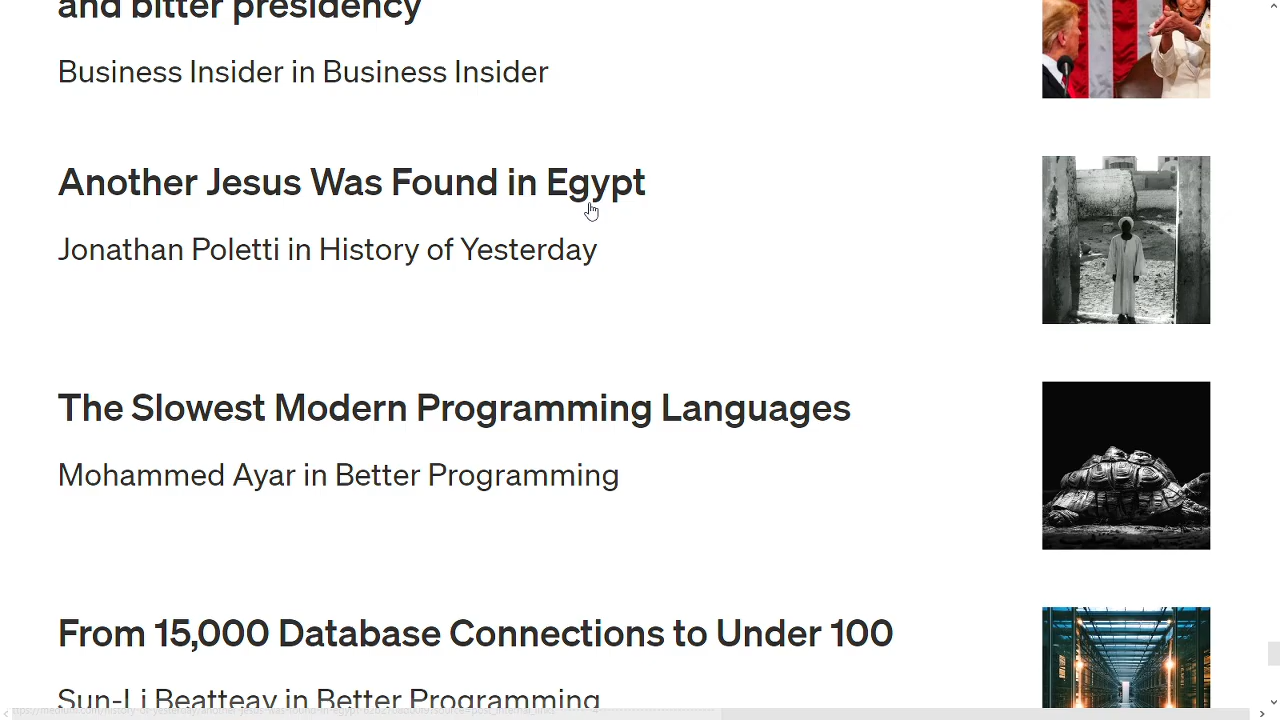 and bitter presidency
Business Insider in Business Insider
Another Jesus Was Found in Egypt
Jonathan Poletti in History of Yesterday
The Slowest Modern Programming Languages
Mohammed Ayar in Better Programming
From 15,000 Database Connections to Under 100
Sun-Li Beatteay in Better Programming